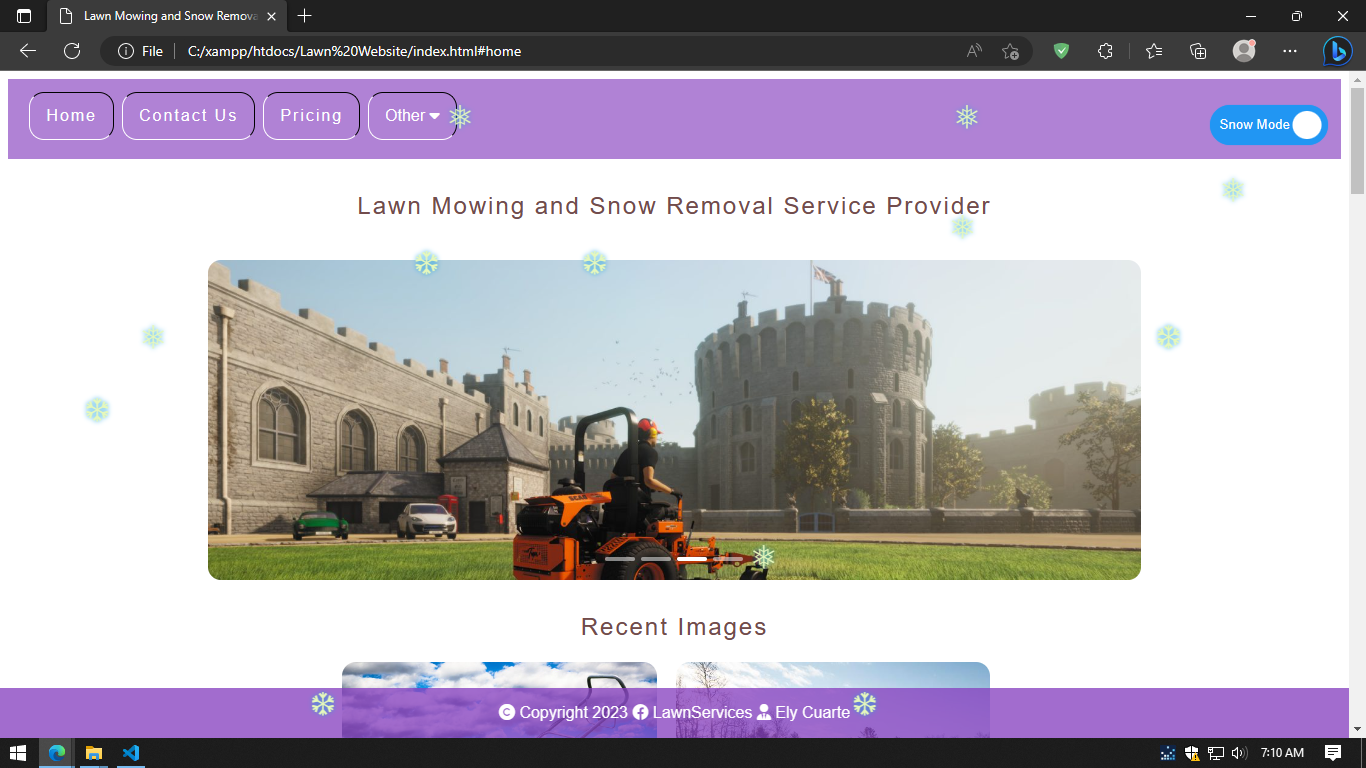 Lawn Mowing and Snow Remova
File
C:/xampp/htdocs/Lawn%20Website/index.html#home
Home
Contact Us
Pricing
Other
Snow Mode
Lawn Mowing and Snow Removal Service Provider
SCAG
Recent Images
Copyright 2023 LawnServices Ely Cuarte
7:10 AM